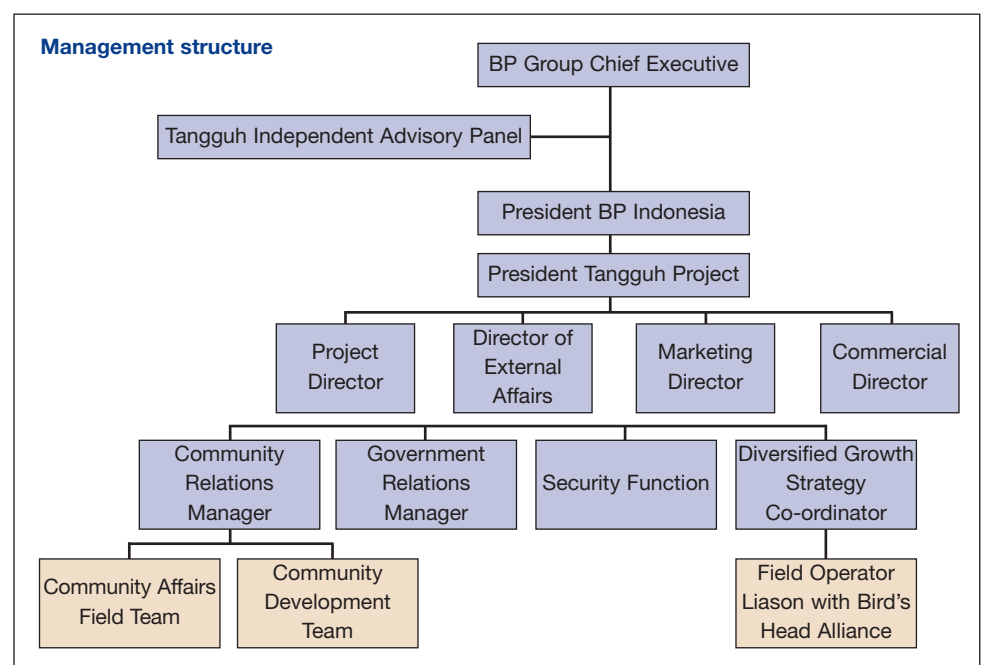 Management structure
BP Group Chief Executive
Tangguh Independent Advisory Panel
President BP Indonesia
President Tangguh Project
Project
Director
Director of
External
Affairs
Marketing
Director
Commercial
Director
Community
Relations
Manager
Government
Relations
Manager
Security Function
Diversified Growth
Strategy
Co-ordinator
Community Affairs
Field Team
Community
Development
Team
Field Operator
Liason with Bird's
Head Alliance